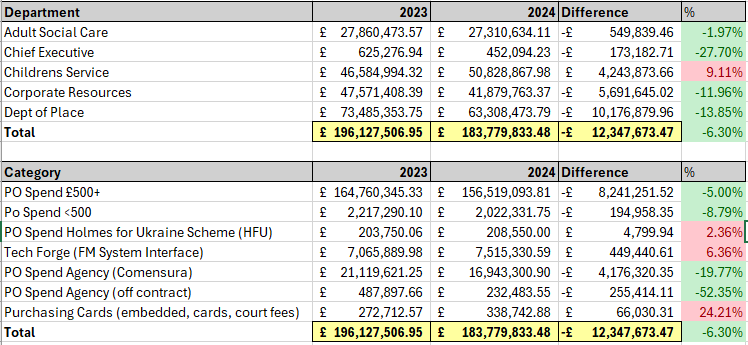 Department 2023 2024 Difference %
Adult Social Care £ 27,860,473.57 £ 27,310,634.11 -£ 549,839.46 -1.97%
Chief Executive £ 625,276.94 £ 452,094.23 -£ 173,182.71 -27.70%
Childrens Service £ 46,584,994.32 £ 50,828,867.98 £ 4,243,873.66 9.11%
Corporate Resources £ 47,571,408.39 £ 41,879,763.37 -£ 5,691,645.02 -11.96%
Dept of Place £ 73,485,353.75 £ 63,308,473.79 -£ 10,176,879.96 -13.85%
Total £ 196,127,506.95 £ 183,779,833.48 -£ 12,347,673.47 -6.30%
Category 2023 2024 Difference %
PO Spend £500+ £ 164,760,345.33 £ 156,519,093.81 -£ 8,241,251.52 -5.00%
Po Spend <500 £ 2,217,290.10 £ 2,022,331.75 -£ 194,958.35 -8.79%
PO Spend Holmes for Ukraine Scheme (HFU) £ 203,750.06 £ 208,550.00 £ 4,799.94 2.36%
Tech Forge (FM System Interface) £ 7,065,889.98 £ 7,515,330.59 £ 449,440.61 6.36%
PO Spend Agency (Comensura) £ 21,119,621.25 £ 16,943,300.90 -£ 4,176,320.35 -19.77%
PO Spend Agency (off contract) £ 487,897.66 £ 232,483.55 -£ 255,414.11 -52.35%
Purchasing Cards (embedded, cards, court fees) £ 272,712.57 £ 338,742.88 £ 66,030.31 24.21%
Total £ 196,127,506.95 £ 183,779,833.48 -£ 12,347,673.47 -6.30%